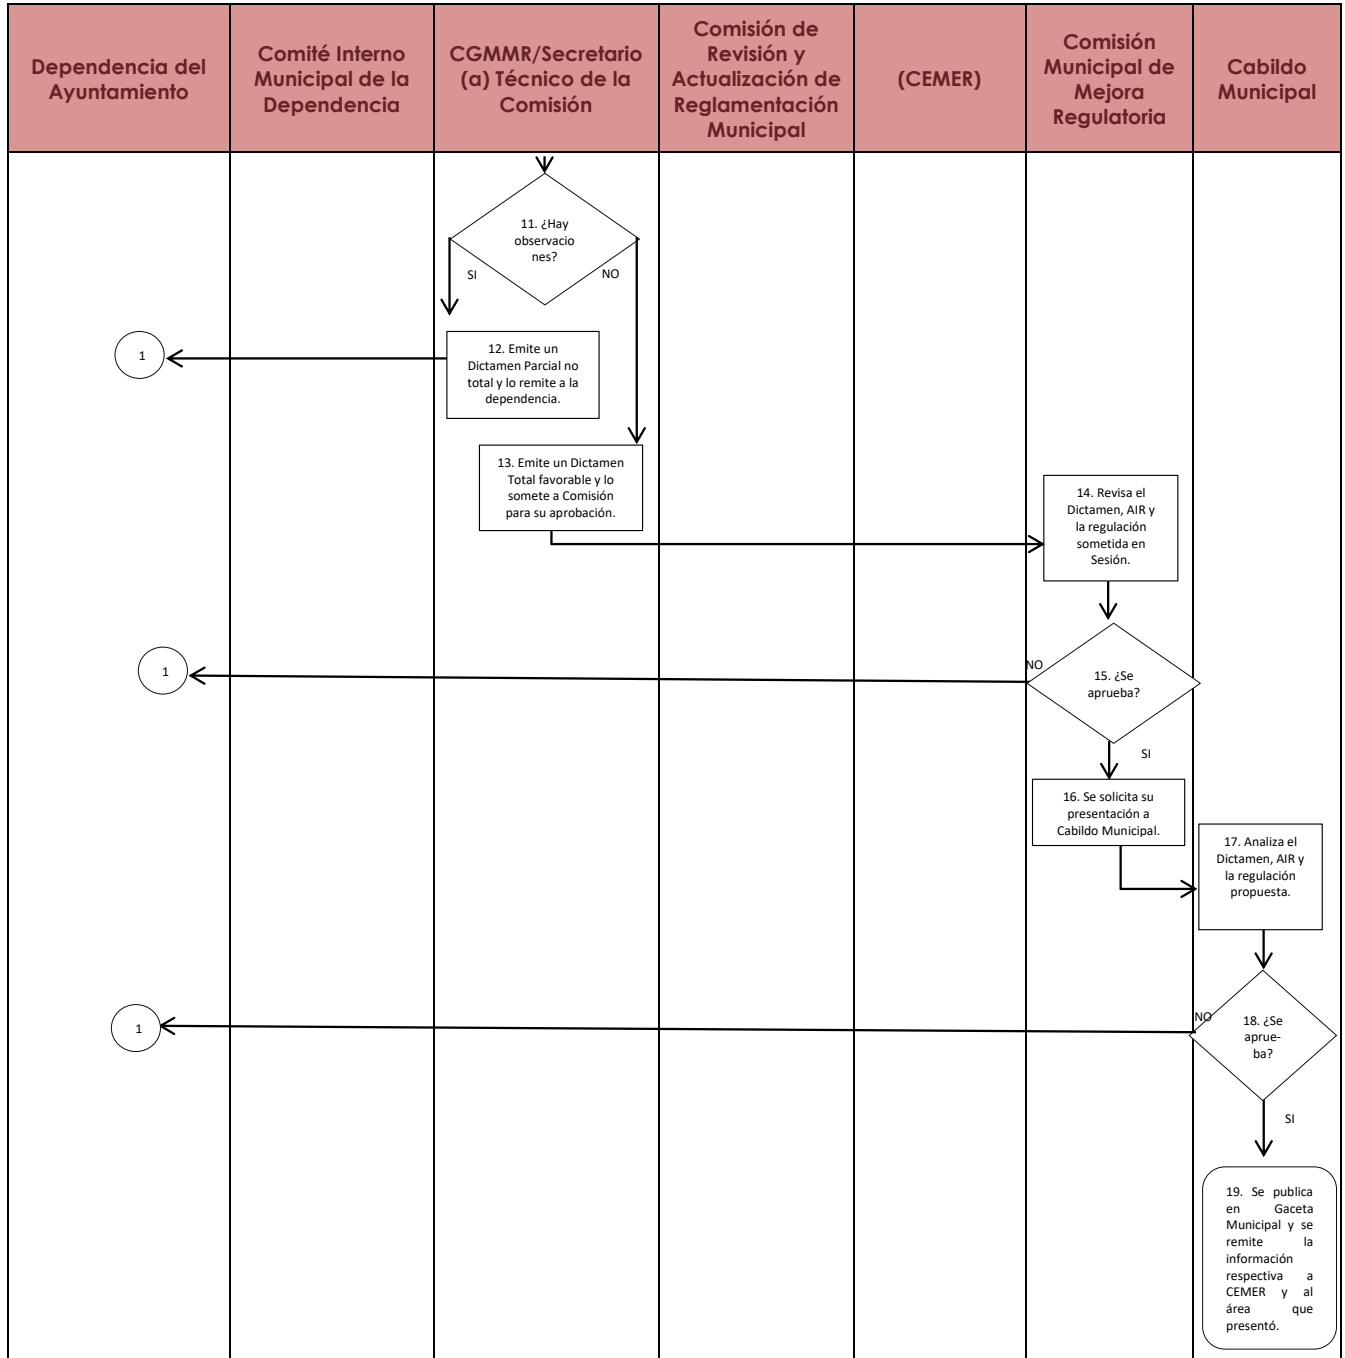 Dependencia del
Ayuntamiento
Comité Interno
Municipal de la
Dependencia
CGMMR/Secretario
(a) Técnico de la
Comisión
Comisión de
Revisión y
Actualización de
Reglamentación
Municipal
(CEMER)
Comisión
Municipal de
Mejora
Regulatoria
Cabildo
Municipal
11. ¿Hay
observacio
nes?
SI
NO
12. Emite un
Dictamen Parcial no
total y lo remite a la
dependencia.
1
13. Emite un Dictamen
Total favorable y lo
somete a Comisión
para su aprobación.
14. Revisa el
Dictamen, AIR y
la regulación
sometida en
Sesión.
15. ¿Se
aprueba?
NO
1
SI
16. Se solicita su
presentación a
Cabildo Municipal.
17. Analiza el
Dictamen, AIR y
la regulación
propuesta.
18. ¿Se
aprue-
ba?
NO
1
SI
19. Se publica
en Gaceta
Municipal y se
remite la
información
respectiva a
CEMER y al
área que
presentó.